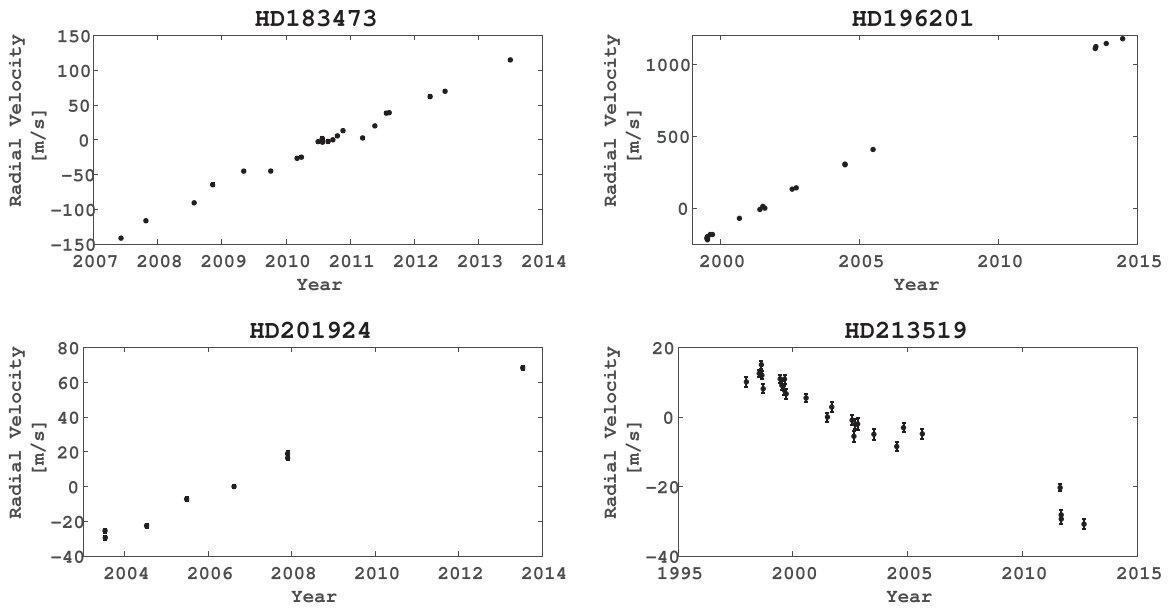 HD183473
Radial Velocity
[m/s]
150
100
50
0
−50
−100
−150
2007 2008 2009 2010 2011 2012 2013 2014
Year
HD196201
Radial Velocity
[m/s]
1000
500
0
2000 2005 2010 2015
Year
HD201924
Radial Velocity
[m/s]
80
60
40
20
0
−20
−40
2004 2006 2008 2010 2012 2014
Year
HD213519
Radial Velocity
[m/s]
20
0
−20
−40
1995 2000 2005 2010 2015
Year